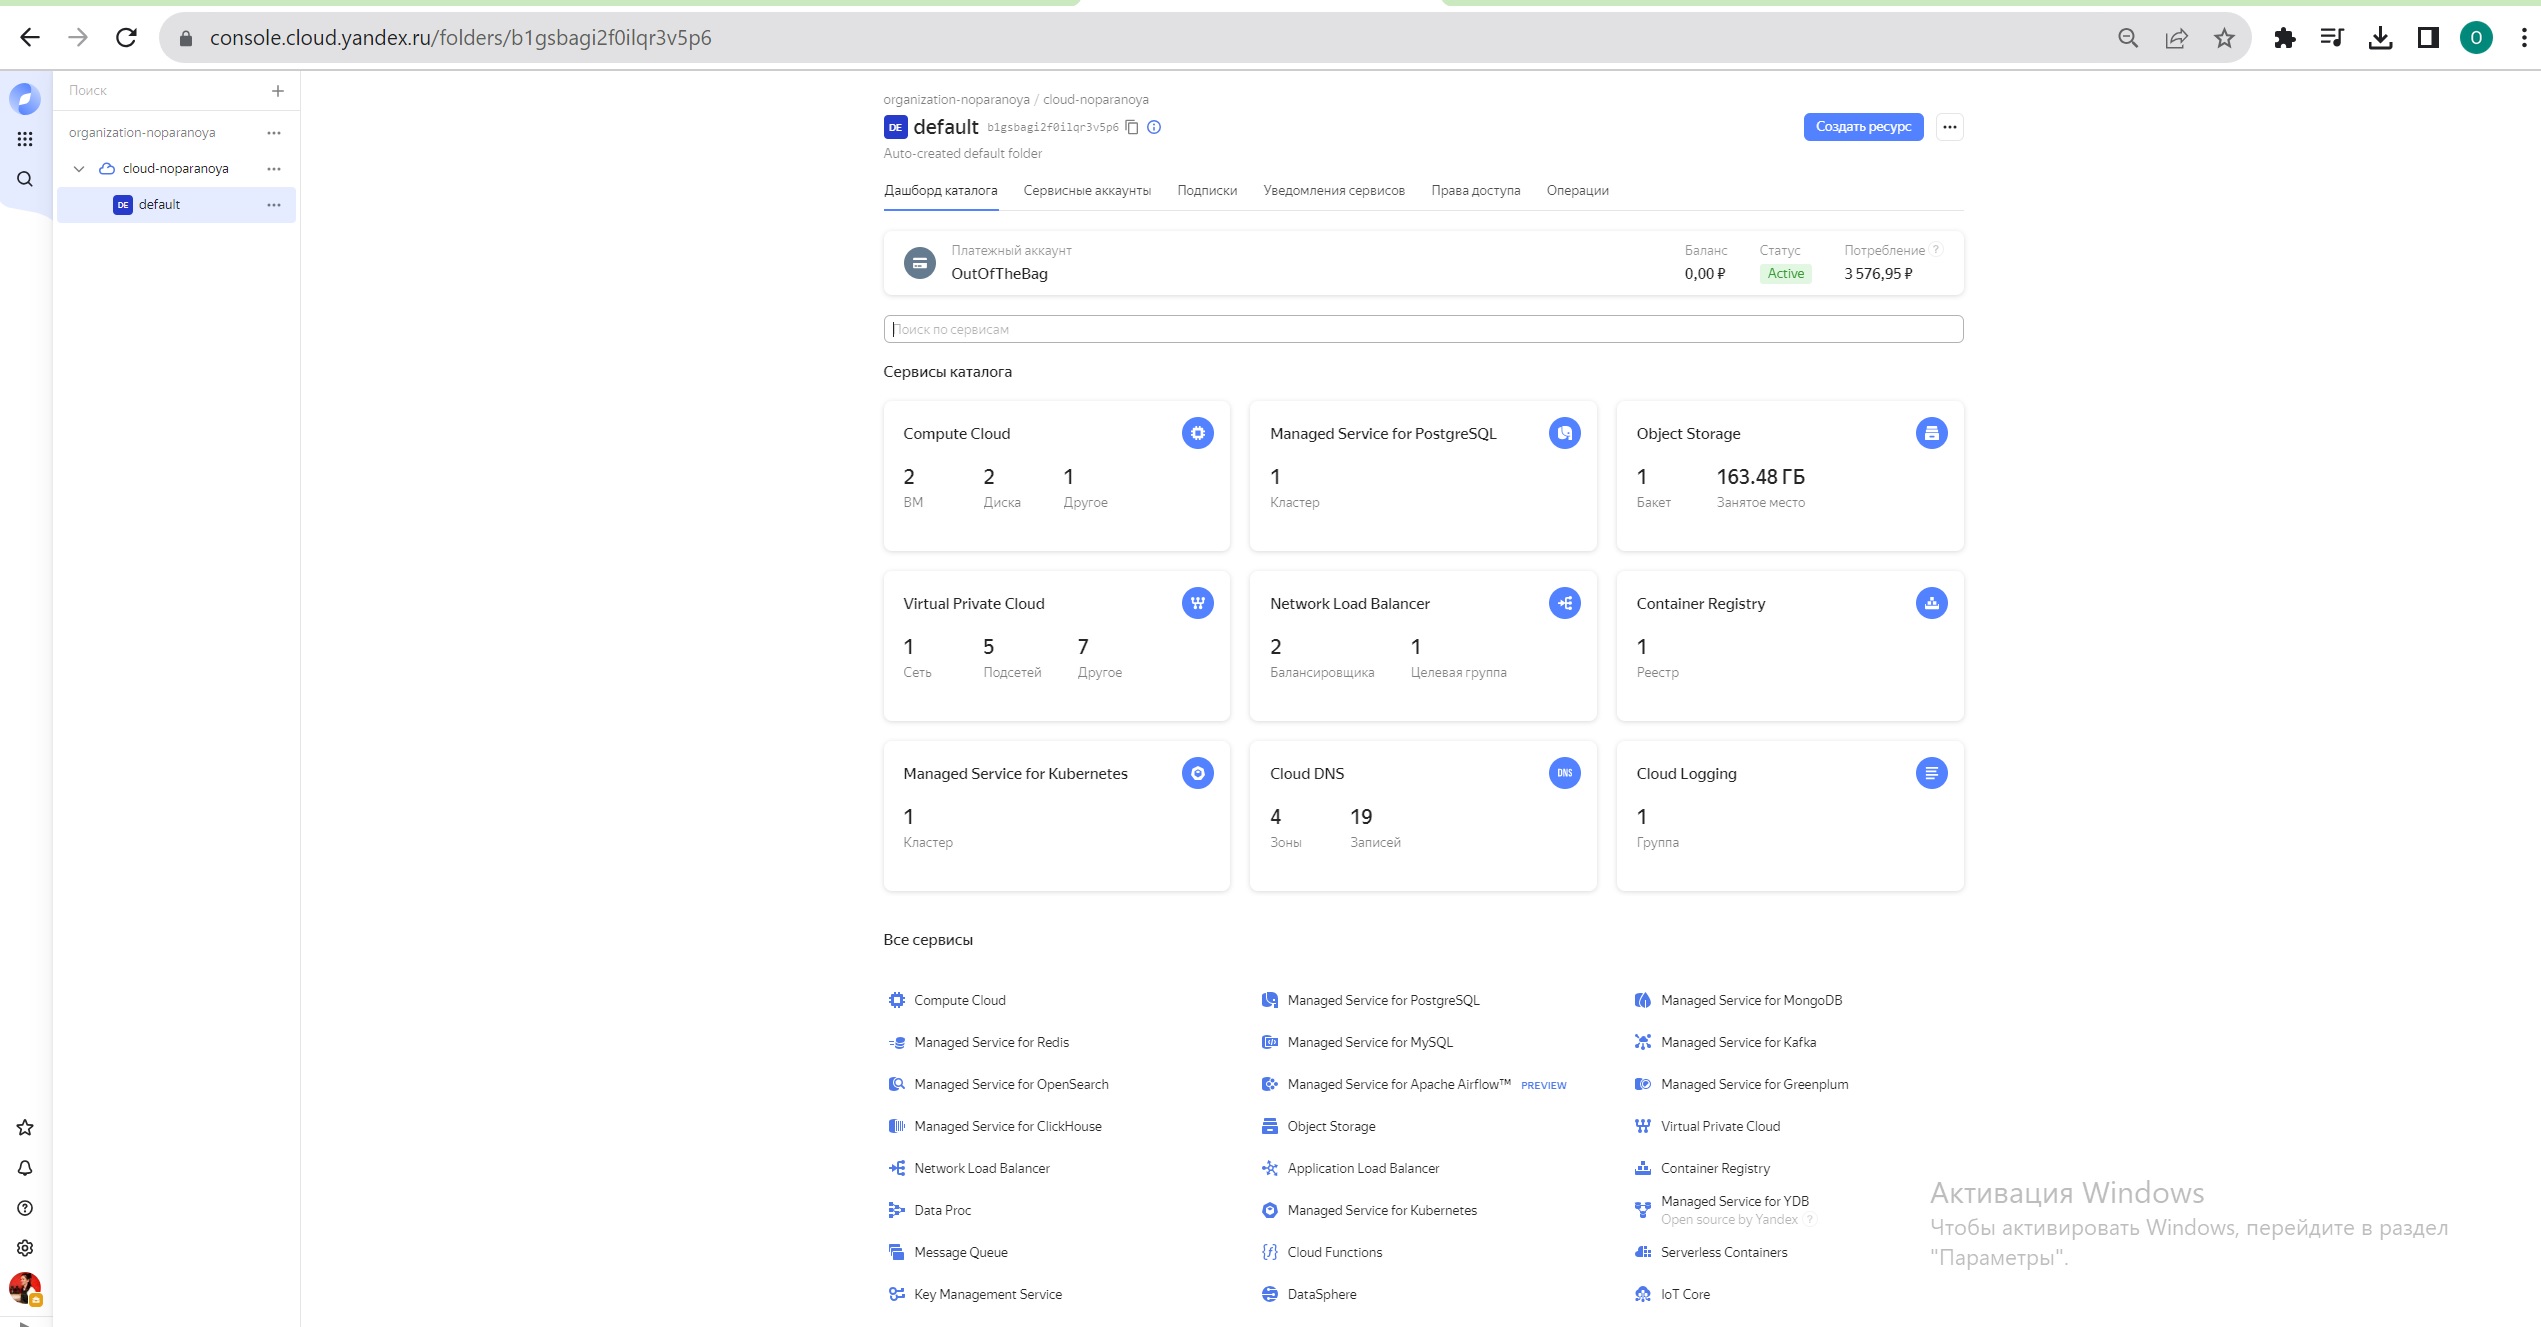 console.cloud.yandex.ru/folders/b1gsbagi2f0ilqr3v5p6
O
Поиск
organization-noparanoya
cloud-noparanoya
DE default
organization-noparanoya / cloud-noparanoya
DE default b1gsbagi2f0ilqr3v5p6
Создать ресурс
Auto-created default folder
Дашборд каталога Сервисные аккаунты Подписки Уведомления сервисов Права доступа Операции
Платежный аккаунт Баланс Статус Потребление ?
OutOfTheBag 0,00 ₽ Active 3 576,95 ₽
Поиск по сервисам
Сервисы каталога
Compute Cloud
2 2 1
ВМ Диска Другое
Managed Service for PostgreSQL
1
Кластер
Object Storage
1 163.48 ГБ
Бакет Занятое место
Virtual Private Cloud
1 5 7
Сеть Подсетей Другое
Network Load Balancer
2 1
Балансировщика Целевая группа
Container Registry
1
Реестр
Managed Service for Kubernetes
1
Кластер
Cloud DNS DNS
4 19
Зоны Записей
Cloud Logging
1
Группа
Все сервисы
Compute Cloud Managed Service for PostgreSQL Managed Service for MongoDB
Managed Service for Redis Managed Service for MySQL Managed Service for Kafka
Managed Service for OpenSearch Managed Service for Apache Airflow™ PREVIEW Managed Service for Greenplum
Managed Service for ClickHouse Object Storage Virtual Private Cloud
Network Load Balancer Application Load Balancer Container Registry
Data Proc Managed Service for Kubernetes Managed Service for YDB
Open source by Yandex ?
Message Queue Cloud Functions Serverless Containers
Key Management Service DataSphere IoT Core
Активация Windows
Чтобы активировать Windows, перейдите в раздел
"Параметры".